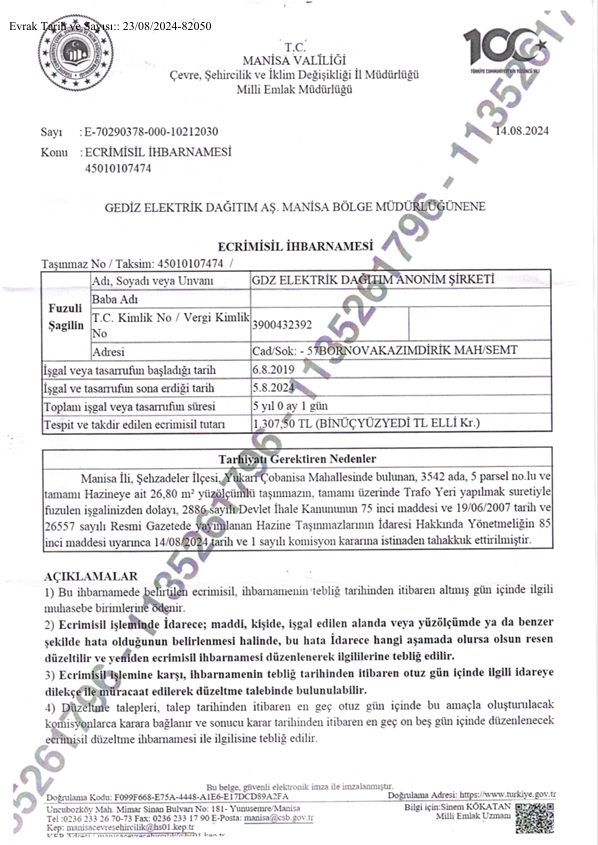 Evrak Tarih ve Sayısı:: 23/08/2024-82050
T.C.
MANİSA VALİLİĞİ
Çevre, Şehircilik ve İklim Değişikliği İl Müdürlüğü
Milli Emlak Müdürlüğü
100
TÜRKİYE CUMHURİYETİ'NİN YÜZÜNCÜ YILI
Sayı : E-70290378-000-10212030
14.08.2024
Konu : ECRİMİSİL İHBARNAMESİ
45010107474
GEDİZ ELEKTRİK DAĞITIM AŞ. MANİSA BÖLGE MÜDÜRLÜĞÜNENE
ECRİMİSİL İHBARNAMESİ
Taşınmaz No / Taksim: 45010107474 /
Fuzuli Şagilin
Adı, Soyadı veya Unvanı GDZ ELEKTRİK DAĞITIM ANONİM ŞİRKETİ
Baba Adı
T.C. Kimlik No / Vergi Kimlik No 3900432392
Adresi Cad/Sok: - 57BORNOVAKAZIMDİRİK MAH/SEMT
İşgal veya tasarrufun başladığı tarih 6.8.2019
İşgal ve tasarrufun sona erdiği tarih 5.8.2024
Toplam işgal veya tasarrufun süresi 5 yıl 0 ay 1 gün
Tespit ve takdir edilen ecrimisil tutarı 1,307,50 TL (BİNÜÇYÜZYEDİ TL ELLİ Kr.)
Tarhiyatı Gerektiren Nedenler
Manisa İli, Şehzadeler İlçesi, Yukarı Çobanisa Mahallesinde bulunan, 3542 ada, 5 parsel no.lu ve
tamamı Hazineye ait 26,80 m² yüzölçümlü taşınmazın, tamamı üzerinde Trafo Yeri yapılmak suretiyle
fuzulen işgalinizden dolayı, 2886 sayılı Devlet İhale Kanununun 75 inci maddesi ve 19/06/2007 tarih ve
26557 sayılı Resmi Gazetede yayımlanan Hazine Taşınmazlarının İdaresi Hakkında Yönetmeliğin 85
inci maddesi uyarınca 14/08/2024 tarih ve 1 sayılı komisyon kararına istinaden tahakkuk ettirilmiştir.
AÇIKLAMALAR
1) Bu ihbarnamede belirtilen ecrimisil, ihbarnamenin tebliğ tarihinden itibaren altmış gün içinde ilgili
muhasebe birimlerine ödenir.
2) Ecrimisil işleminde İdarece; maddi, kişide, işgal edilen alanda veya yüzölçümde ya da benzer
şekilde hata olduğunun belirlenmesi halinde, bu hata İdarece hangi aşamada olursa olsun resen
düzeltilir ve yeniden ecrimisil ihbarnamesi düzenlenerek ilgililerine tebliğ edilir.
3) Ecrimisil işlemine karşı, ihbarnamenin tebliğ tarihinden itibaren otuz gün içinde ilgili idareye
dilekçe ile müracaat edilerek düzeltme talebinde bulunulabilir.
4) Düzeltme talepleri, talep tarihinden itibaren en geç otuz gün içinde bu amaçla oluşturulacak
komisyonlarca karara bağlanır ve sonucu karar tarihinden itibaren en geç on beş gün içinde düzenlenecek
ecrimisil düzeltme ihbarnamesi ile ilgilisine tebliğ edilir.
Bu belge, güvenli elektronik imza ile imzalanmıştır.
Doğrulama Kodu: F099F668-E75A-4448-A1E6-E17DCD89A2FA Doğrulama Adresi: https://www.turkiye.gov.tr
Uncubozköy Mah. Mimar Sinan Bulvarı No: 181- Yunusemre/Manisa Bilgi için:Sinem KÖKATAN
Tel :0236 233 26 70-73 Fax: 0236 233 17 90 E-Posta: manisa@csb.gov.tr Milli Emlak Uzmanı
Kep: manisacevresehircilik@hs01.kep.tr
113526179​6 - 11352617​96 - 1135261796